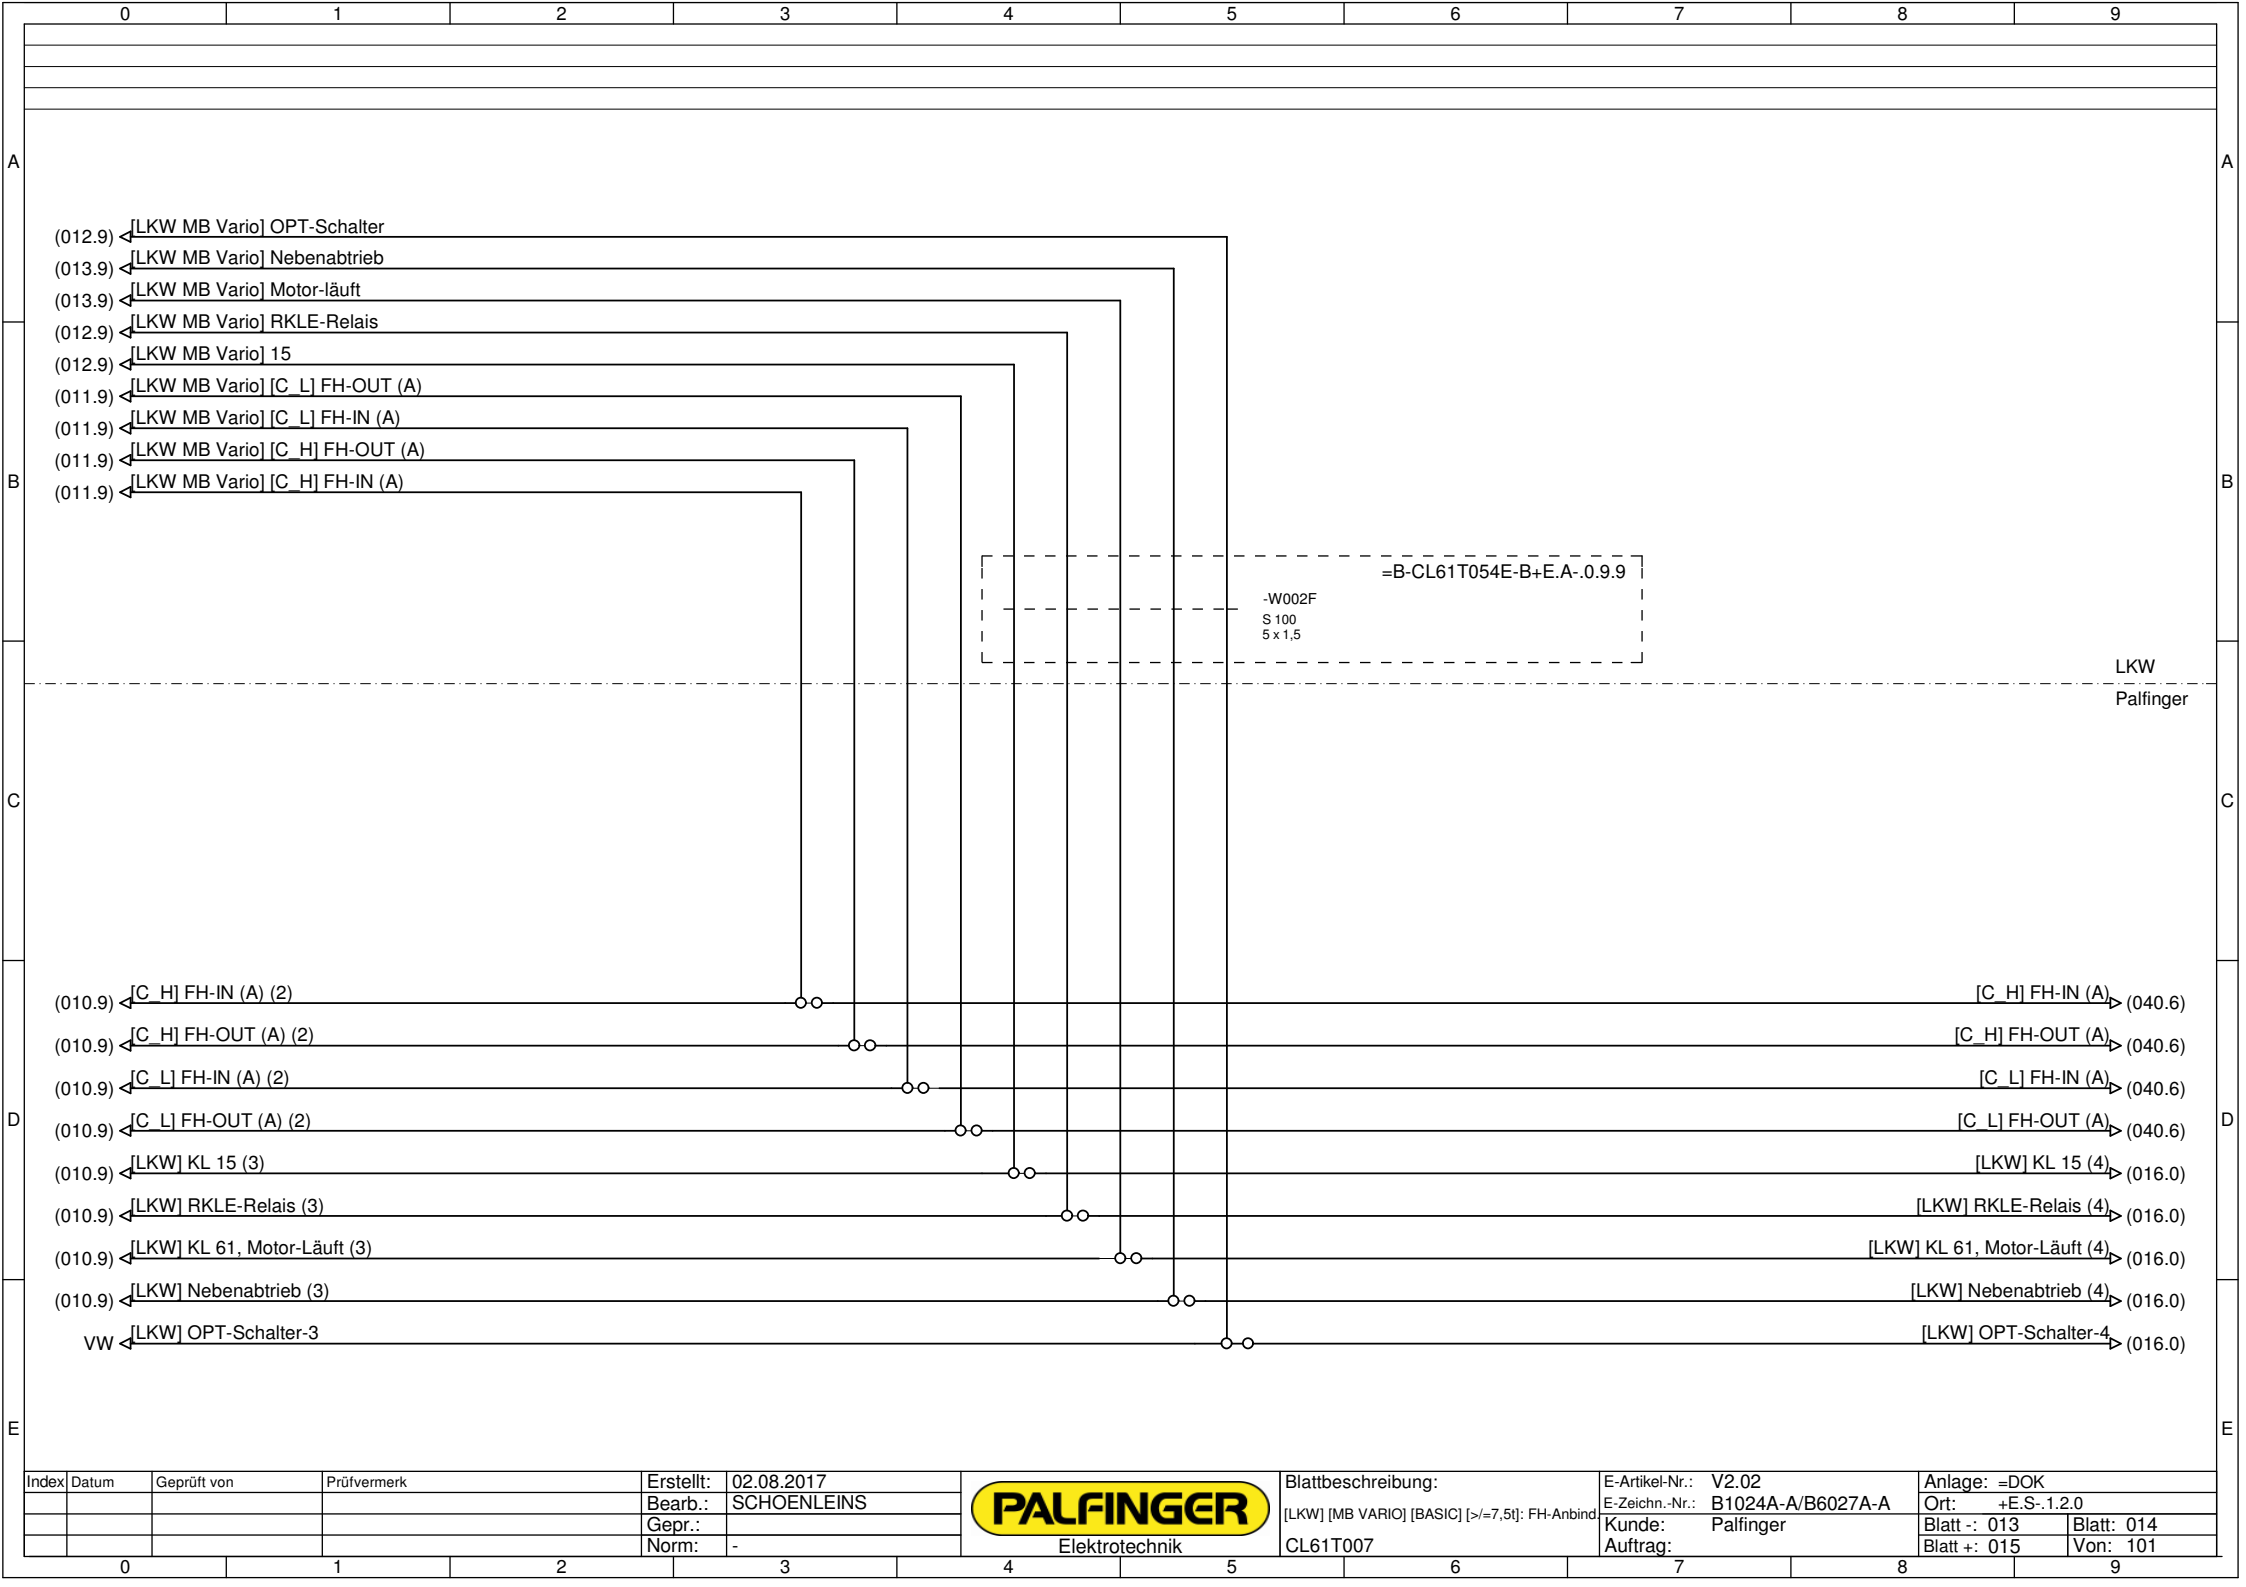 0 1 2 3 4 5 6 7 8 9
A A
(012.9) [LKW MB Vario] OPT-Schalter
(013.9) [LKW MB Vario] Nebenabtrieb
(013.9) [LKW MB Vario] Motor-läuft
(012.9) [LKW MB Vario] RKLE-Relais
(012.9) [LKW MB Vario] 15
(011.9) [LKW MB Vario] [C_L] FH-OUT (A)
(011.9) [LKW MB Vario] [C_L] FH-IN (A)
(011.9) [LKW MB Vario] [C_H] FH-OUT (A)
B B
(011.9) [LKW MB Vario] [C_H] FH-IN (A)
=B-CL61T054E-B+E.A-.0.9.9
-W002F
S 100
5 x 1,5
LKW
Palfinger
C C
(010.9) [C_H] FH-IN (A) (2) [C_H] FH-IN (A) (040.6)
(010.9) [C_H] FH-OUT (A) (2) [C_H] FH-OUT (A) (040.6)
(010.9) [C_L] FH-IN (A) (2) [C_L] FH-IN (A) (040.6)
D D
(010.9) [C_L] FH-OUT (A) (2) [C_L] FH-OUT (A) (040.6)
(010.9) [LKW] KL 15 (3) [LKW] KL 15 (4) (016.0)
(010.9) [LKW] RKLE-Relais (3) [LKW] RKLE-Relais (4) (016.0)
(010.9) [LKW] KL 61, Motor-Läuft (3) [LKW] KL 61, Motor-Läuft (4) (016.0)
(010.9) [LKW] Nebenabtrieb (3) [LKW] Nebenabtrieb (4) (016.0)
VW [LKW] OPT-Schalter-3 [LKW] OPT-Schalter-4 (016.0)
E E
Index Datum Geprüft von Prüfvermerk
Erstellt: 02.08.2017
Bearb.: SCHOENLEINS
Gepr.:
Norm: -
PALFINGER
Elektrotechnik
Blattbeschreibung:
[LKW] [MB VARIO] [BASIC] [>/=7,5t]: FH-Anbind.
CL61T007
E-Artikel-Nr.: V2.02
E-Zeichn.-Nr.: B1024A-A/B6027A-A
Kunde: Palfinger
Auftrag:
Anlage: =DOK
Ort: +E.S-.1.2.0
Blatt -: 013 Blatt: 014
Blatt +: 015 Von: 101
0 1 2 3 4 5 6 7 8 9